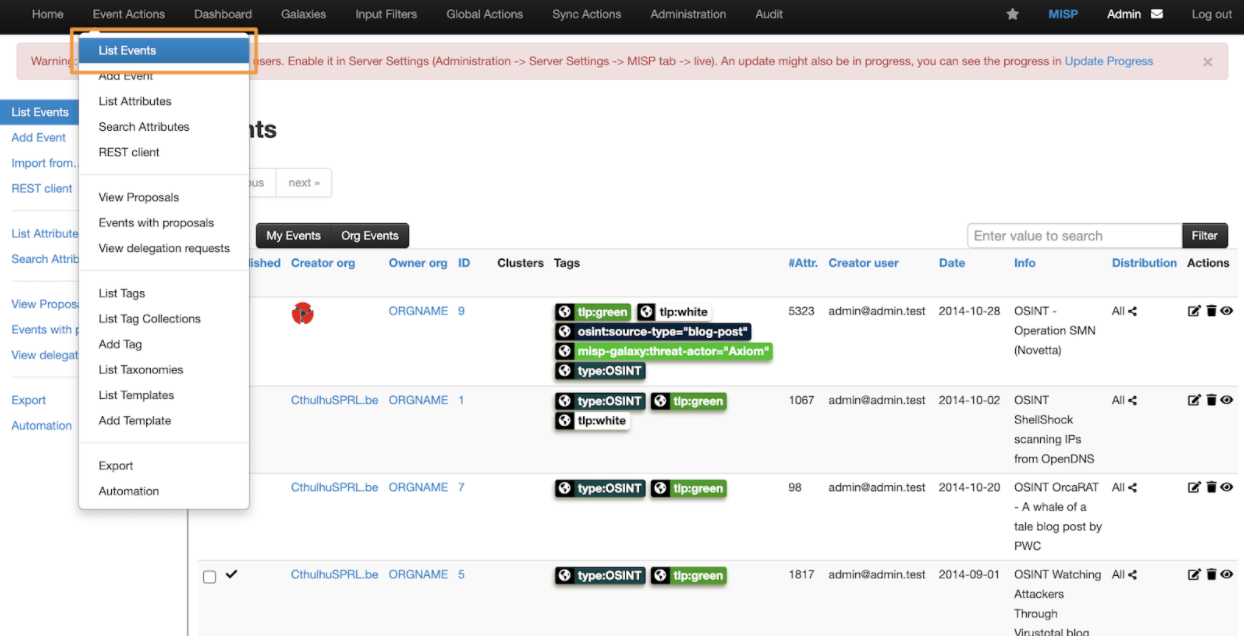 Home Event Actions Dashboard Galaxies Input Filters Global Actions Sync Actions Administration Audit MISP Admin Log out
List Events
Warning: users. Enable it in Server Settings (Administration -> Server Settings -> MISP tab -> live). An update might also be in progress, you can see the progress in Update Progress ×
Add Event
List Attributes
Search Attributes
REST client
View Proposals
Events with proposals
View delegation requests
List Tags
List Tag Collections
Add Tag
List Taxonomies
List Templates
Add Template
Export
Automation
List Events
Add Event
Import from..
REST client
List Attribute
Search Attrib
View Propos
Events with p
View delegat
Export
Automation
nts
ous next »
My Events Org Events Enter value to search Filter
ished Creator org Owner org ID Clusters Tags #Attr. Creator user Date Info Distribution Actions
ORGNAME 9 tlp:green tlp:white 5323 admin@admin.test 2014-10-28 OSINT - All
osint:source-type="blog-post" Operation SMN
misp-galaxy:threat-actor="Axiom" (Novetta)
type:OSINT
CthulhuSPRL.be ORGNAME 1 type:OSINT tlp:green 1067 admin@admin.test 2014-10-02 OSINT All
tlp:white ShellShock
scanning IPs
from OpenDNS
CthulhuSPRL.be ORGNAME 7 type:OSINT tlp:green 98 admin@admin.test 2014-10-20 OSINT OrcaRAT All
- A whale of a
tale blog post by
PWC
CthulhuSPRL.be ORGNAME 5 type:OSINT tlp:green 1817 admin@admin.test 2014-09-01 OSINT Watching All
Attackers
Through
Virustotal blog